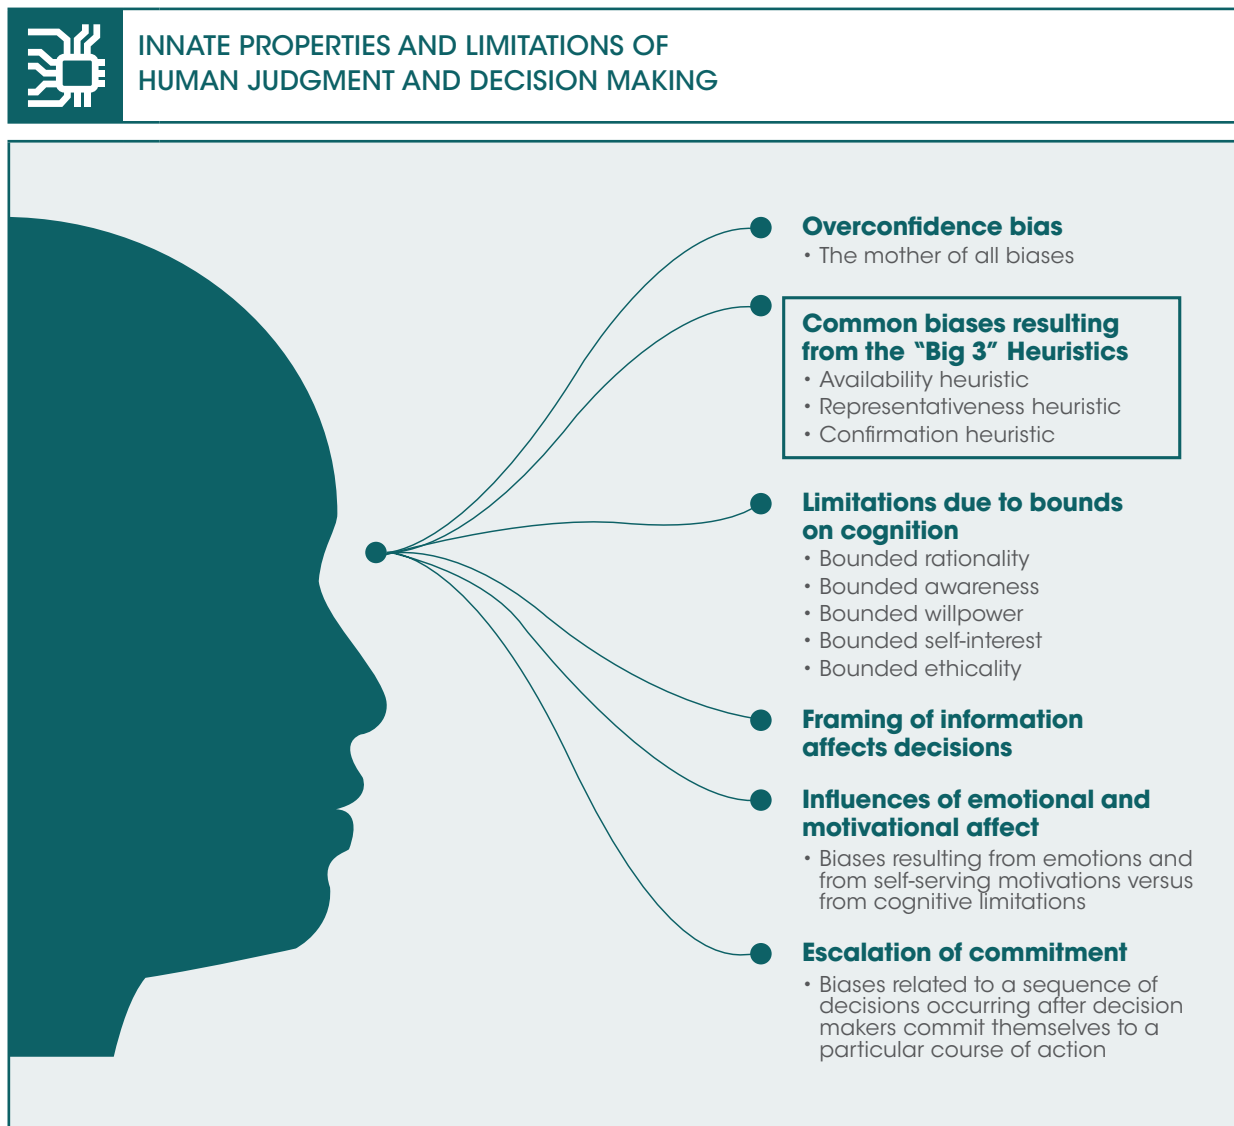 INNATE PROPERTIES AND LIMITATIONS OF
HUMAN JUDGMENT AND DECISION MAKING
Overconfidence bias
• The mother of all biases
Common biases resulting
from the “Big 3” Heuristics
• Availability heuristic
• Representativeness heuristic
• Confirmation heuristic
Limitations due to bounds
on cognition
• Bounded rationality
• Bounded awareness
• Bounded willpower
• Bounded self-interest
• Bounded ethicality
Framing of information
affects decisions
Influences of emotional and
motivational affect
• Biases resulting from emotions and
from self-serving motivations versus
from cognitive limitations
Escalation of commitment
• Biases related to a sequence of
decisions occurring after decision
makers commit themselves to a
particular course of action